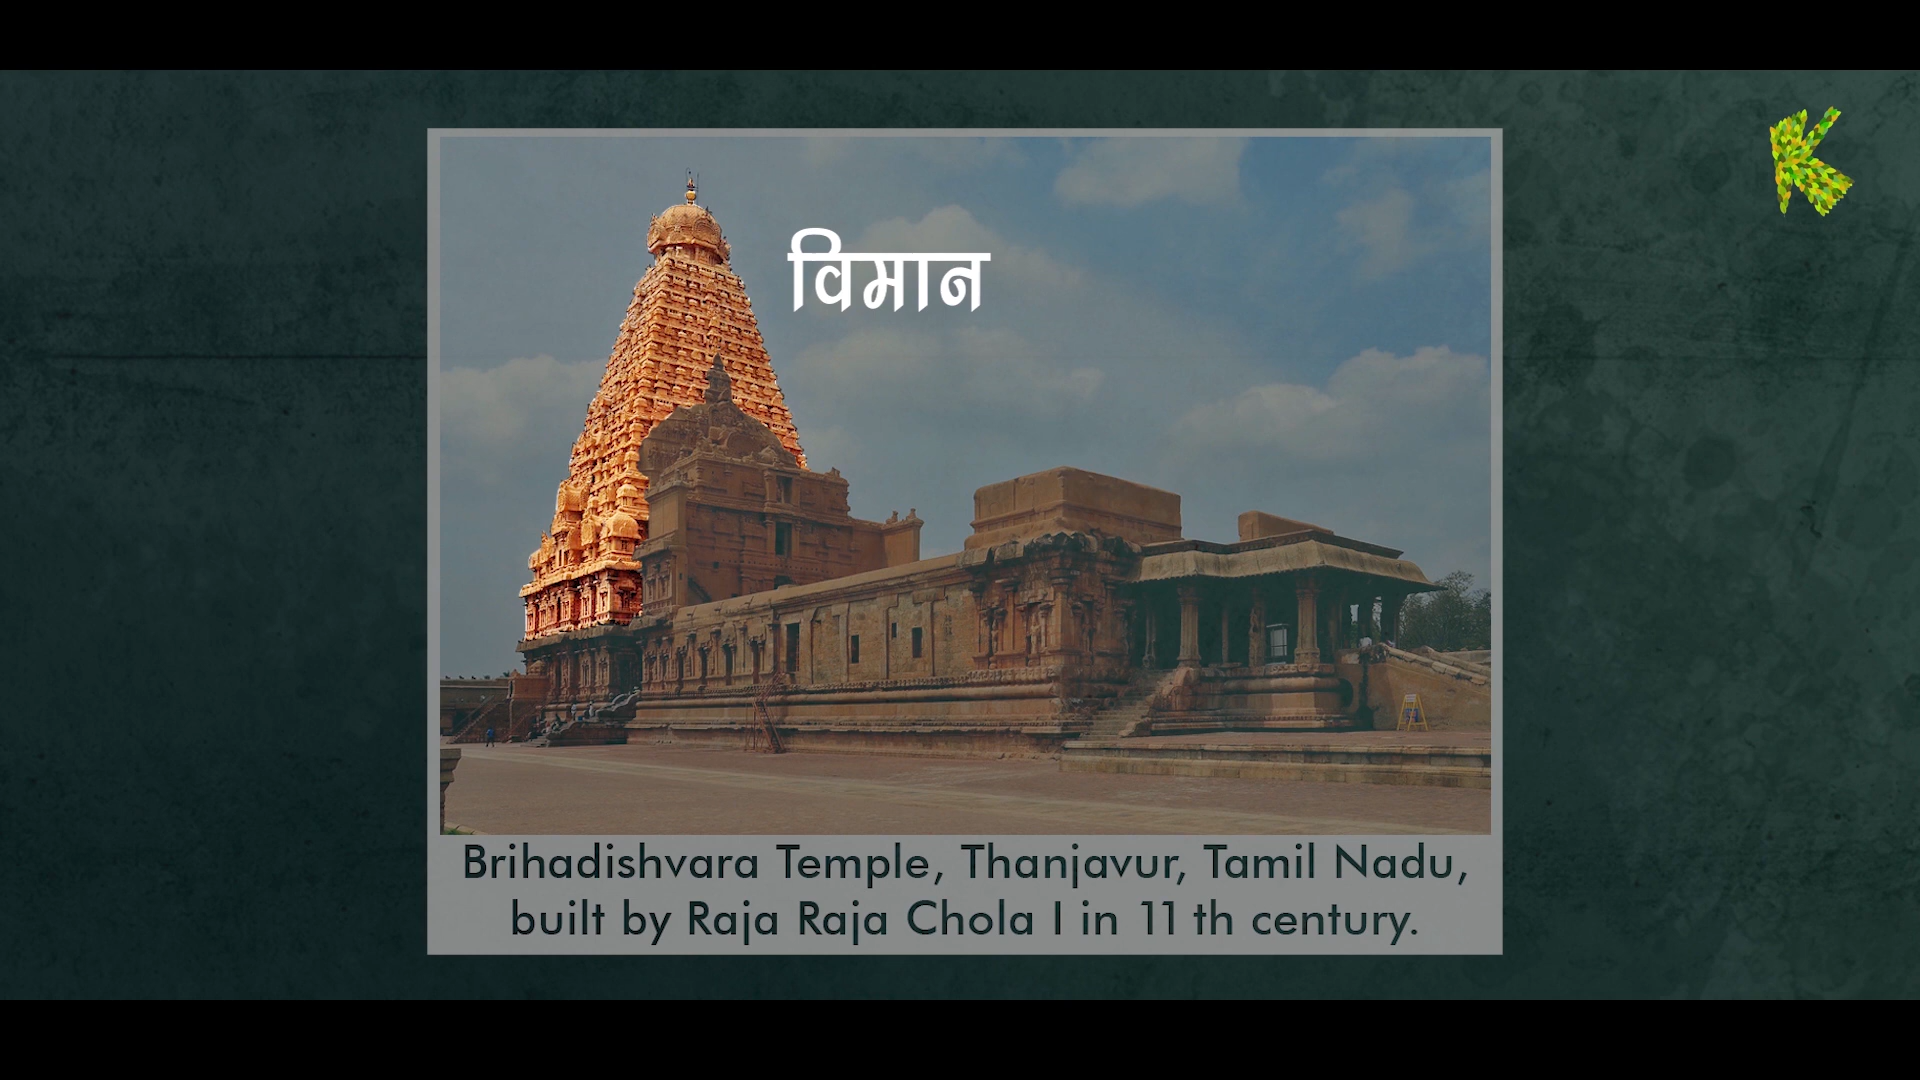 विमान
Brihadishvara Temple, Thanjavur, Tamil Nadu,
built by Raja Raja Chola I in 11 th century.